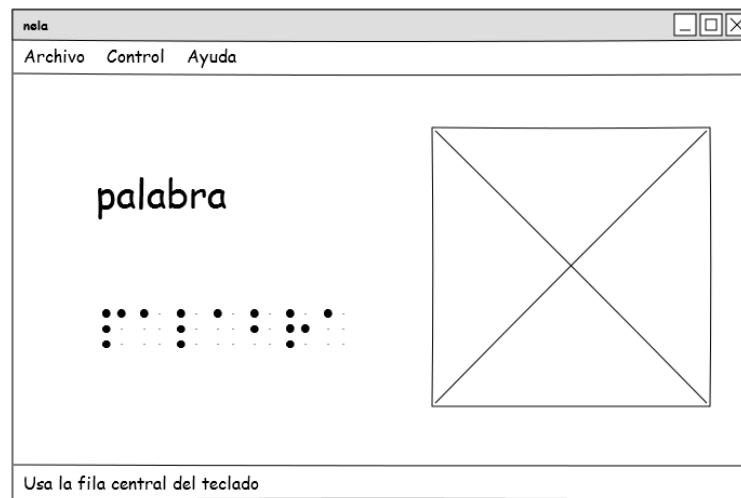 nela
Archivo Control Ayuda
palabra
⠏⠁⠇⠁⠃⠗⠁
Usa la fila central del teclado